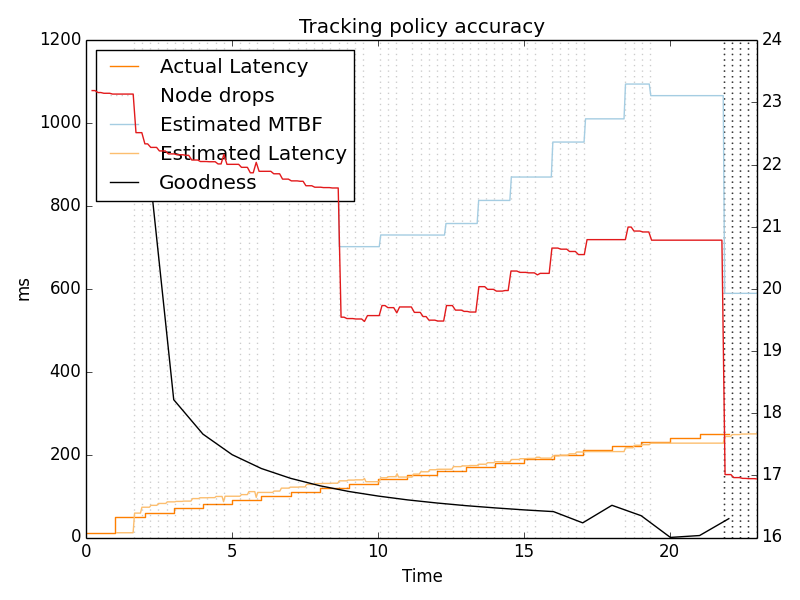 Tracking policy accuracy
1200
1000
800
600
400
200
0
ms
Actual Latency
Node drops
Estimated MTBF
Estimated Latency
Goodness
24
23
22
21
20
19
18
17
16
0 5 10 15 20
Time